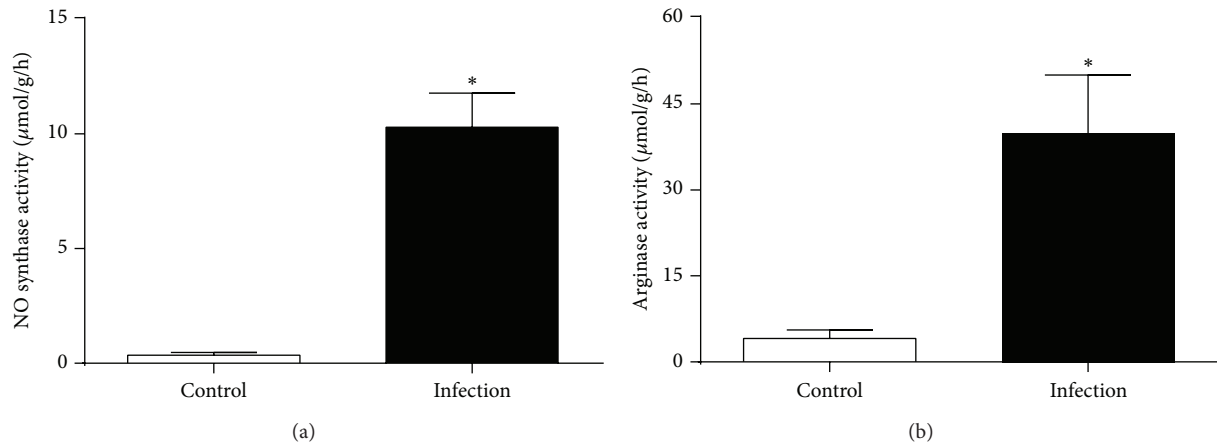 NO synthase activity (μmol/g/h)
15
10
5
0
*
Control
Infection
(a)
Arginase activity (μmol/g/h)
60
45
30
15
0
*
Control
Infection
(b)